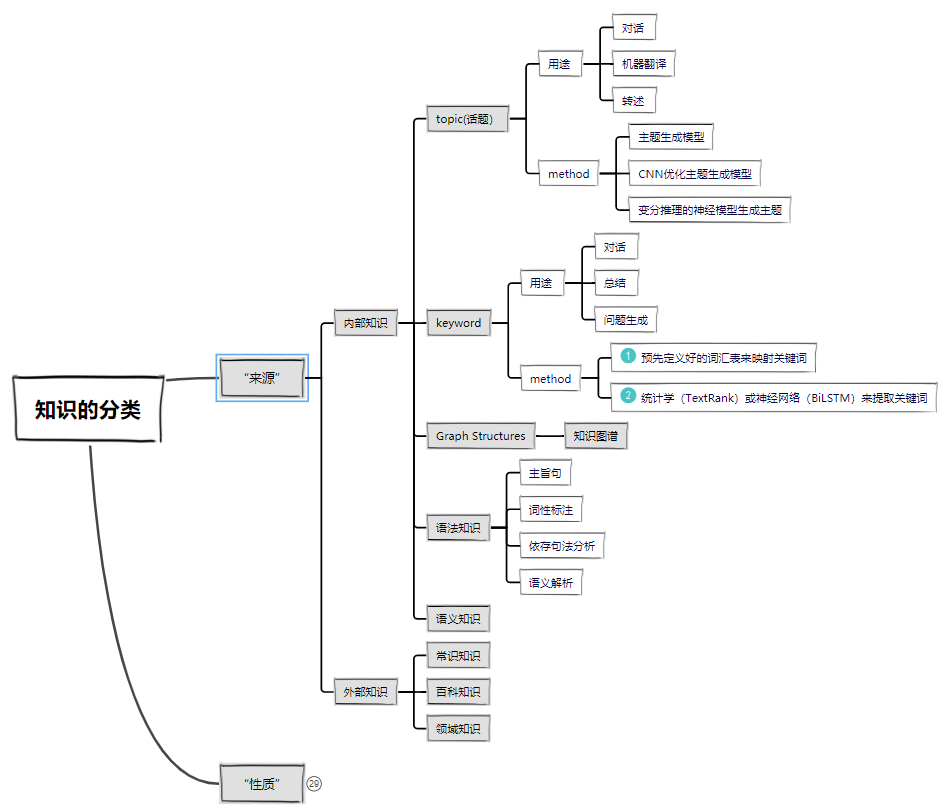 知识的分类
“来源”
内部知识
topic(话题)
用途
对话
机器翻译
转述
method
主题生成模型
CNN优化主题生成模型
变分推理的神经模型生成主题
keyword
用途
对话
总结
问题生成
method
1 预先定义好的词汇表来映射关键词
2 统计学（TextRank）或神经网络（BiLSTM）来提取关键词
Graph Structures
知识图谱
语法知识
主旨句
词性标注
依存句法分析
语义解析
语义知识
外部知识
常识知识
百科知识
领域知识
“性质”
29